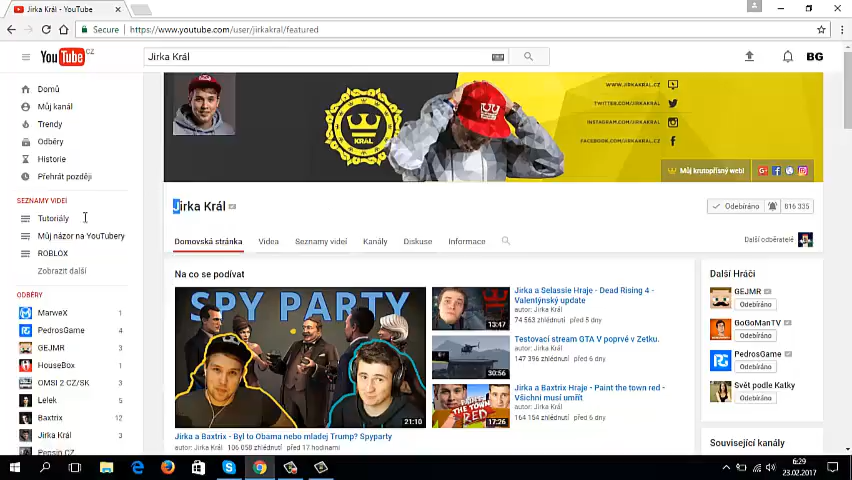 Jirka Král - YouTube
Secure
https://www.youtube.com/user/jirkakral/featured
YouTube CZ
Jirka Král
BG
Domů
Můj kanál
Trendy
Odběry
Historie
Přehrát později
SEZNAMY VIDEÍ
Tutoriály
Můj názor na YouTubery
ROBLOX
Zobrazit další
ODBĚRY
MarweX 1
PedrosGame 4
GEJMR 3
HouseBox 1
OMSI 2 CZ/SK 3
Lelek 5
Baxtrix 12
Jirka Král 3
Pepsin CZ
KRÁL
WWW.JIRKAKRAL.CZ
TWITTER.COM/JIRKAKRAL
INSTAGRAM.COM/JIRKAKRAL
FACEBOOK.COM/JIRKAKRAL
Můj krutopřísný web!
Jirka Král
Odebíráno 816 335
Domovská stránka Videa Seznamy videí Kanály Diskuse Informace
Další odběratelé
Na co se podívat
SPY PARTY
21:10
Jirka a Baxtrix - Byl to Obama nebo mladej Trump? Spyparty
autor: Jirka Král
106 058 zhlédnutí před 17 hodinami
13:47
Jirka a Selassie Hraje - Dead Rising 4 -
Valentýnský update
autor: Jirka Král
74 563 zhlédnutí před 5 dny
30:56
Testovací stream GTA V poprvé v Zetku.
autor: Jirka Král
147 396 zhlédnutí před 6 dny
PAINT THE TOWN RED
17:26
Jirka a Baxtrix Hraje - Paint the town red -
Všichni musí umřít
autor: Jirka Král
164 154 zhlédnutí před 6 dny
Další Hráči
GEJMR
Odebíráno
GoGoManTV
Odebíráno
PedrosGame
Odebíráno
Svět podle Katky
Odebíráno
Související kanály
6:29
23.02.2017